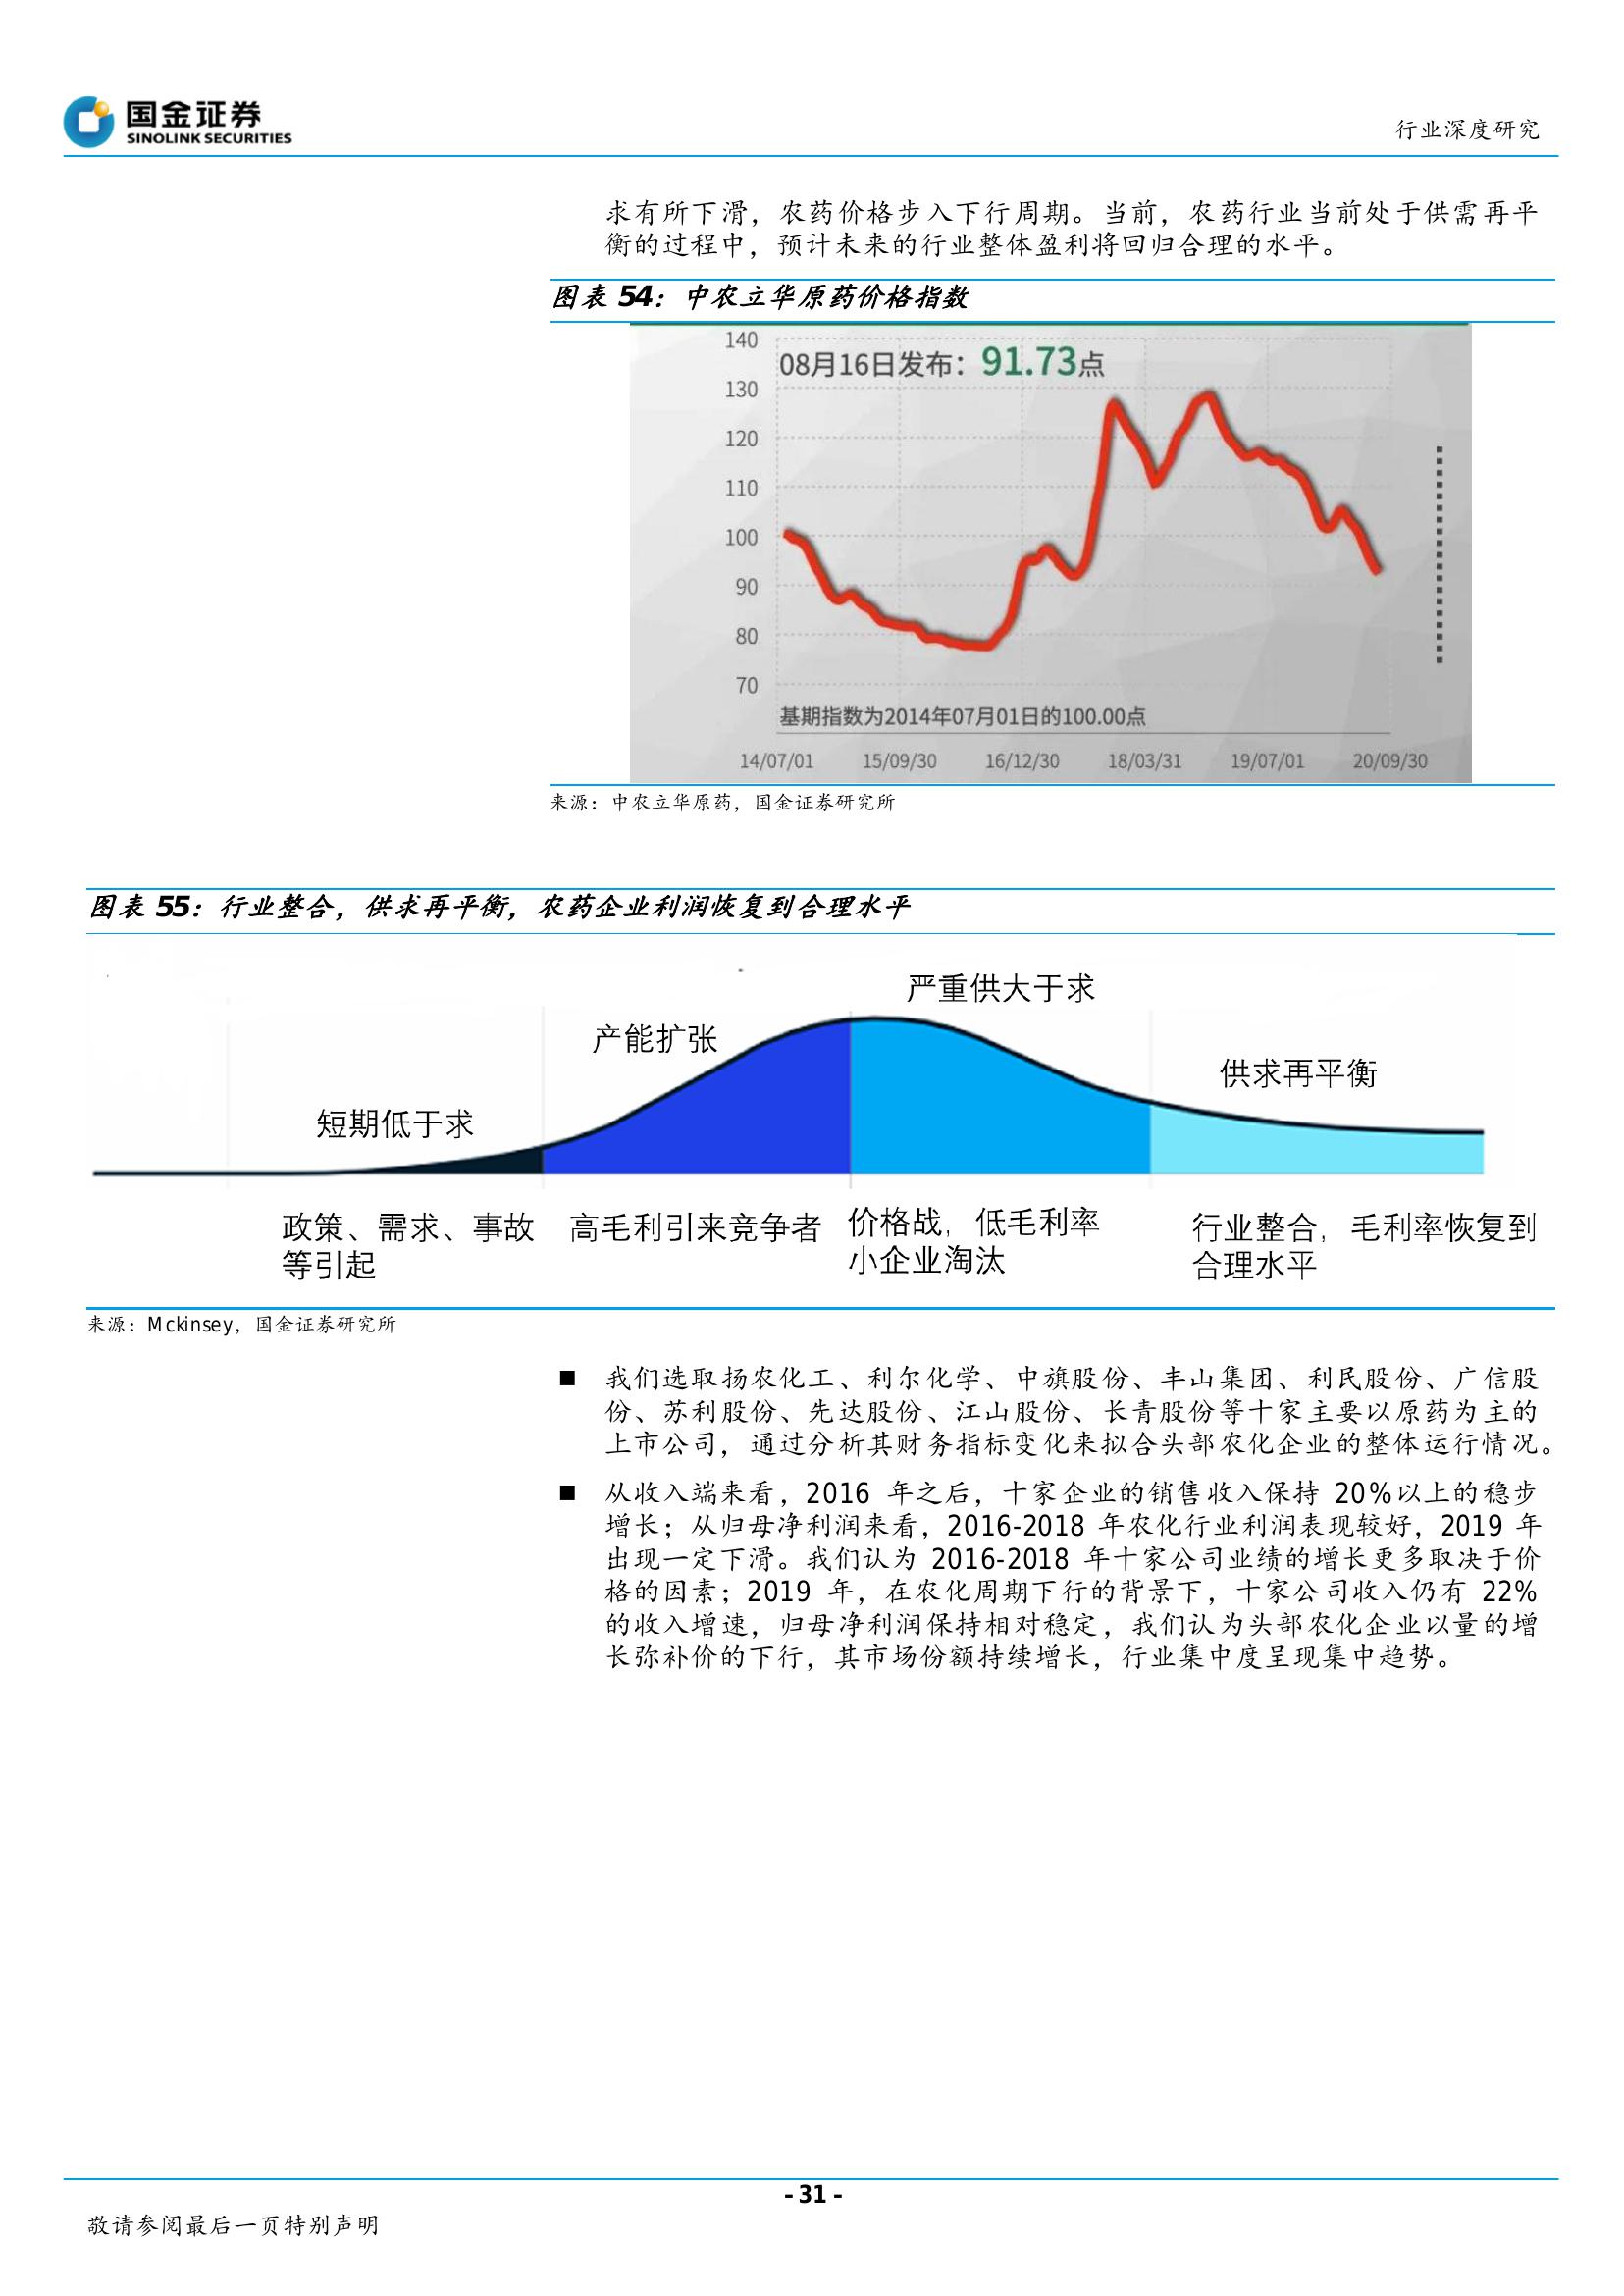 国金证券
SINOLINK SECURITIES
行业深度研究
求有所下滑，农药价格步入下行周期。当前，农药行业当前处于供需再平
衡的过程中，预计未来的行业整体盈利将回归合理的水平。
图表 54：中农立华原药价格指数
140
08月16日发布：91.73点
130
120
110
100
90
80
70
基期指数为2014年07月01日的100.00点
14/07/01 15/09/30 16/12/30 18/03/31 19/07/01 20/09/30
来源：中农立华原药，国金证券研究所
图表 55：行业整合，供求再平衡，农药企业利润恢复到合理水平
严重供大于求
产能扩张
供求再平衡
短期低于求
政策、需求、事故
等引起
高毛利引来竞争者
价格战，低毛利率
小企业淘汰
行业整合，毛利率恢复到
合理水平
来源：Mckinsey，国金证券研究所
■ 我们选取扬农化工、利尔化学、中旗股份、丰山集团、利民股份、广信股
份、苏利股份、先达股份、江山股份、长青股份等十家主要以原药为主的
上市公司，通过分析其财务指标变化来拟合头部农化企业的整体运行情况。
■ 从收入端来看，2016 年之后，十家企业的销售收入保持 20%以上的稳步
增长；从归母净利润来看，2016-2018 年农化行业利润表现较好，2019 年
出现一定下滑。我们认为 2016-2018 年十家公司业绩的增长更多取决于价
格的因素；2019 年，在农化周期下行的背景下，十家公司收入仍有 22%
的收入增速，归母净利润保持相对稳定，我们认为头部农化企业以量的增
长弥补价的下行，其市场份额持续增长，行业集中度呈现集中趋势。
- 31 -
敬请参阅最后一页特别声明